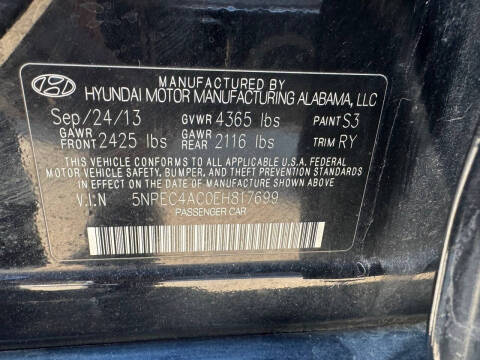 MANUFACTURED BY
HYUNDAI MOTOR MANUFACTURING ALABAMA, LLC
Sep/24/13 GVWR 4365 lbs PAINT S3
GAWR FRONT 2425 lbs GAWR REAR 2116 lbs TRIM RY
THIS VEHICLE CONFORMS TO ALL APPLICABLE U.S.A. FEDERAL
MOTOR VEHICLE SAFETY, BUMPER, AND THEFT PREVENTION STANDARDS
IN EFFECT ON THE DATE OF MANUFACTURE SHOWN ABOVE.
V.I.N 5NPEC4AC0EH817699
PASSENGER CAR